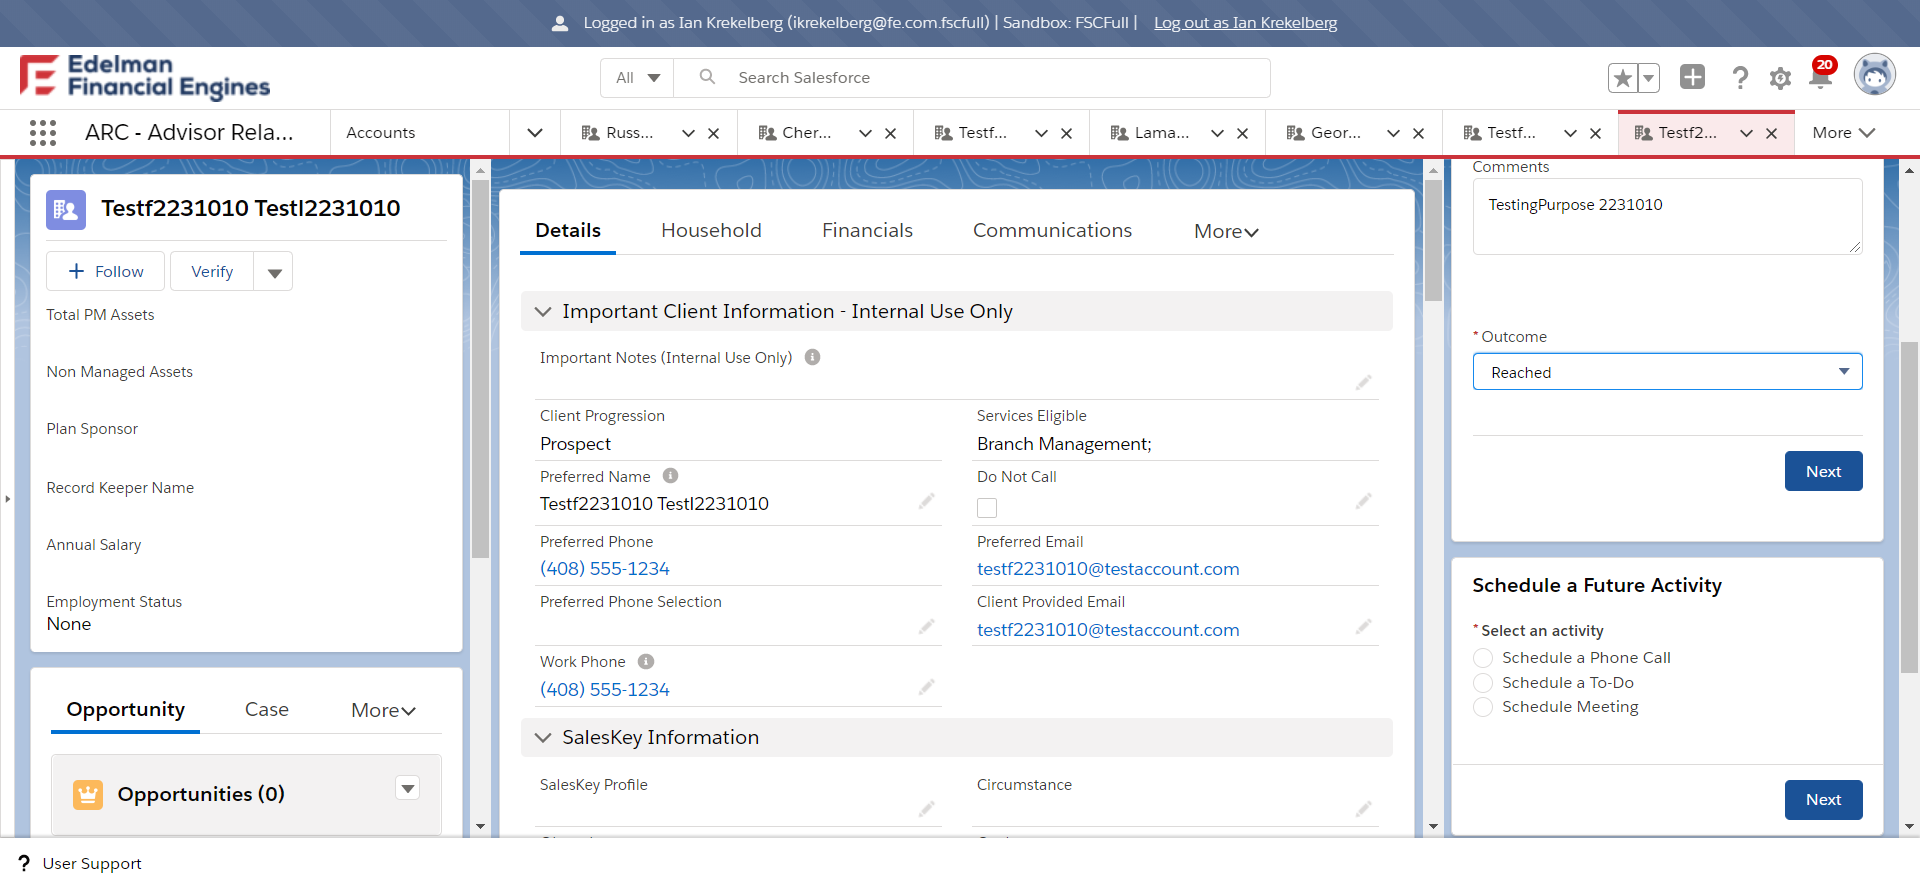 Logged in as Ian Krekelberg (ikrekelberg@fe.com.fscfull) | Sandbox: FSCFull | Log out as Ian Krekelberg
Edelman
Financial Engines
All
Search Salesforce
20
ARC - Advisor Rela...
Accounts
Russ...
Cher...
Testf...
Lama...
Geor...
Testf...
Testf2...
More
Testf2231010 Testl2231010
Follow
Verify
Total PM Assets
Non Managed Assets
Plan Sponsor
Record Keeper Name
Annual Salary
Employment Status
None
Opportunity
Case
More
Opportunities (0)
Details
Household
Financials
Communications
More
Important Client Information - Internal Use Only
Important Notes (Internal Use Only)
Client Progression
Prospect
Services Eligible
Branch Management;
Preferred Name
Testf2231010 Testl2231010
Do Not Call
Preferred Phone
(408) 555-1234
Preferred Email
testf2231010@testaccount.com
Preferred Phone Selection
Client Provided Email
testf2231010@testaccount.com
Work Phone
(408) 555-1234
SalesKey Information
SalesKey Profile
Circumstance
Comments
TestingPurpose 2231010
* Outcome
Reached
Next
Schedule a Future Activity
* Select an activity
Schedule a Phone Call
Schedule a To-Do
Schedule Meeting
Next
? User Support